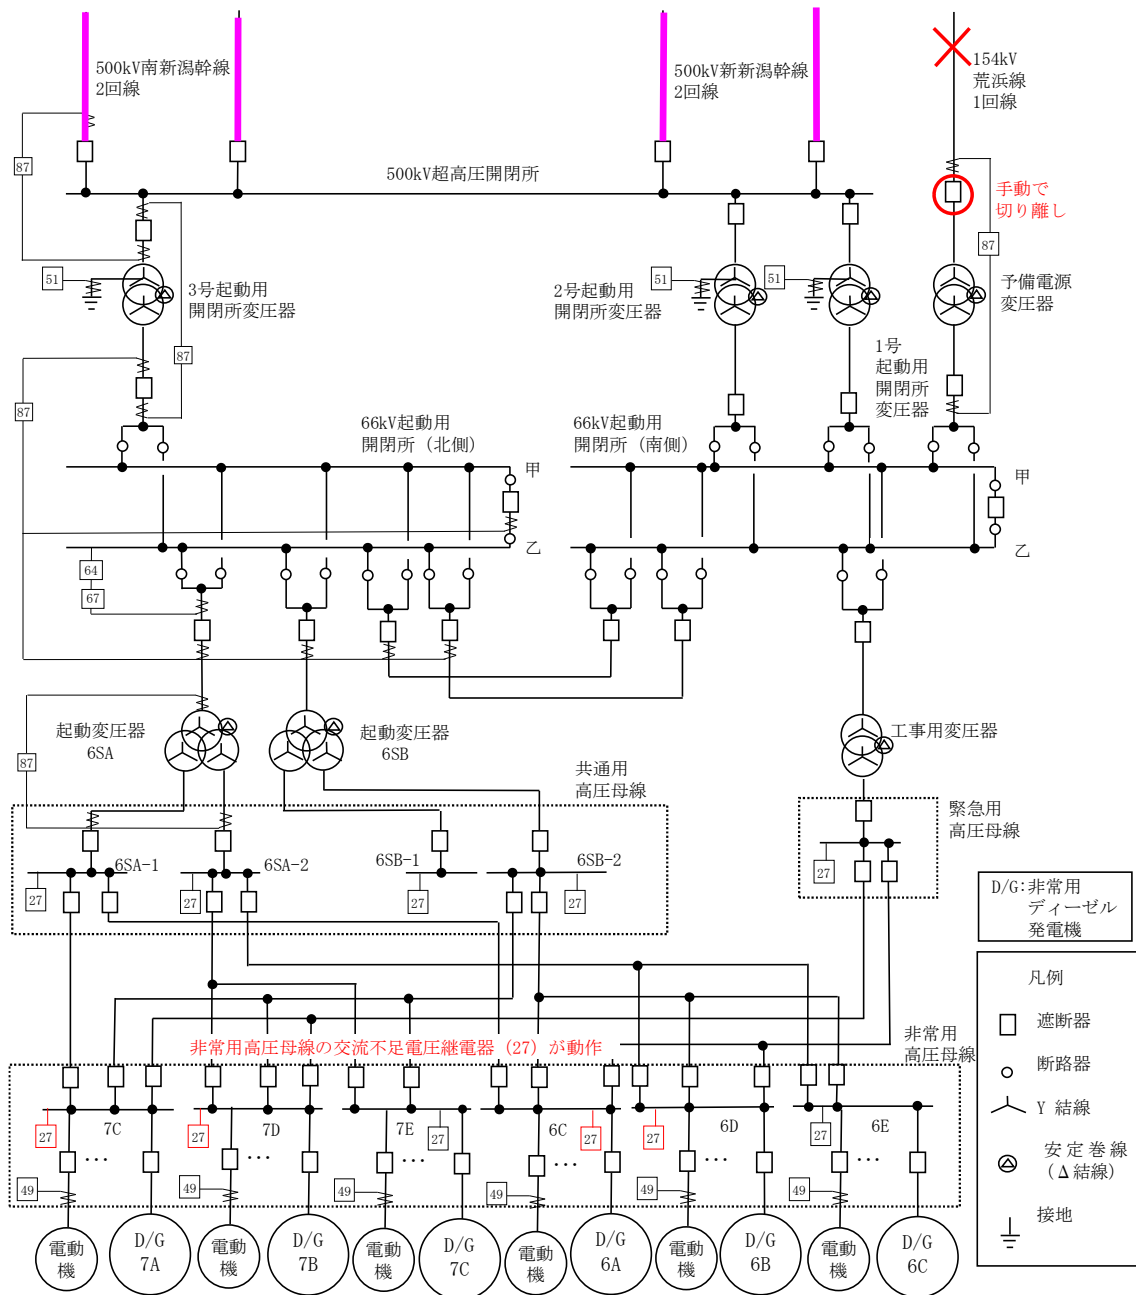 500kV南新潟幹線
2回線
500kV新新潟幹線
2回線
154kV
荒浜線
1回線
87
500kV超高圧開閉所
手動で
切り離し
87
51
3号起動用
開閉所変圧器
51
2号起動用
開閉所変圧器
51
予備電源
変圧器
87
1号
起動用
開閉所
変圧器
87
66kV起動用
開閉所（北側）
66kV起動用
開閉所（南側）
甲
甲
乙
乙
64
67
起動変圧器
6SA
起動変圧器
6SB
工事用変圧器
87
共通用
高圧母線
緊急用
高圧母線
6SA-1
6SA-2
6SB-1
6SB-2
27
27
27
27
27
D/G:非常用
ディーゼル
発電機
凡例
遮断器
断路器
Y 結線
安定巻線
(Δ結線)
接地
非常用高圧母線の交流不足電圧継電器（27）が動作
非常用
高圧母線
7C
7D
7E
6C
6D
6E
27
27
27
27
27
27
･･･
･･･
･･･
･･･
･･･
･･･
49
49
49
49
49
49
電動
機
D/G
7A
電動
機
D/G
7B
電動
機
D/G
7C
電動
機
D/G
6A
電動
機
D/G
6B
電動
機
D/G
6C